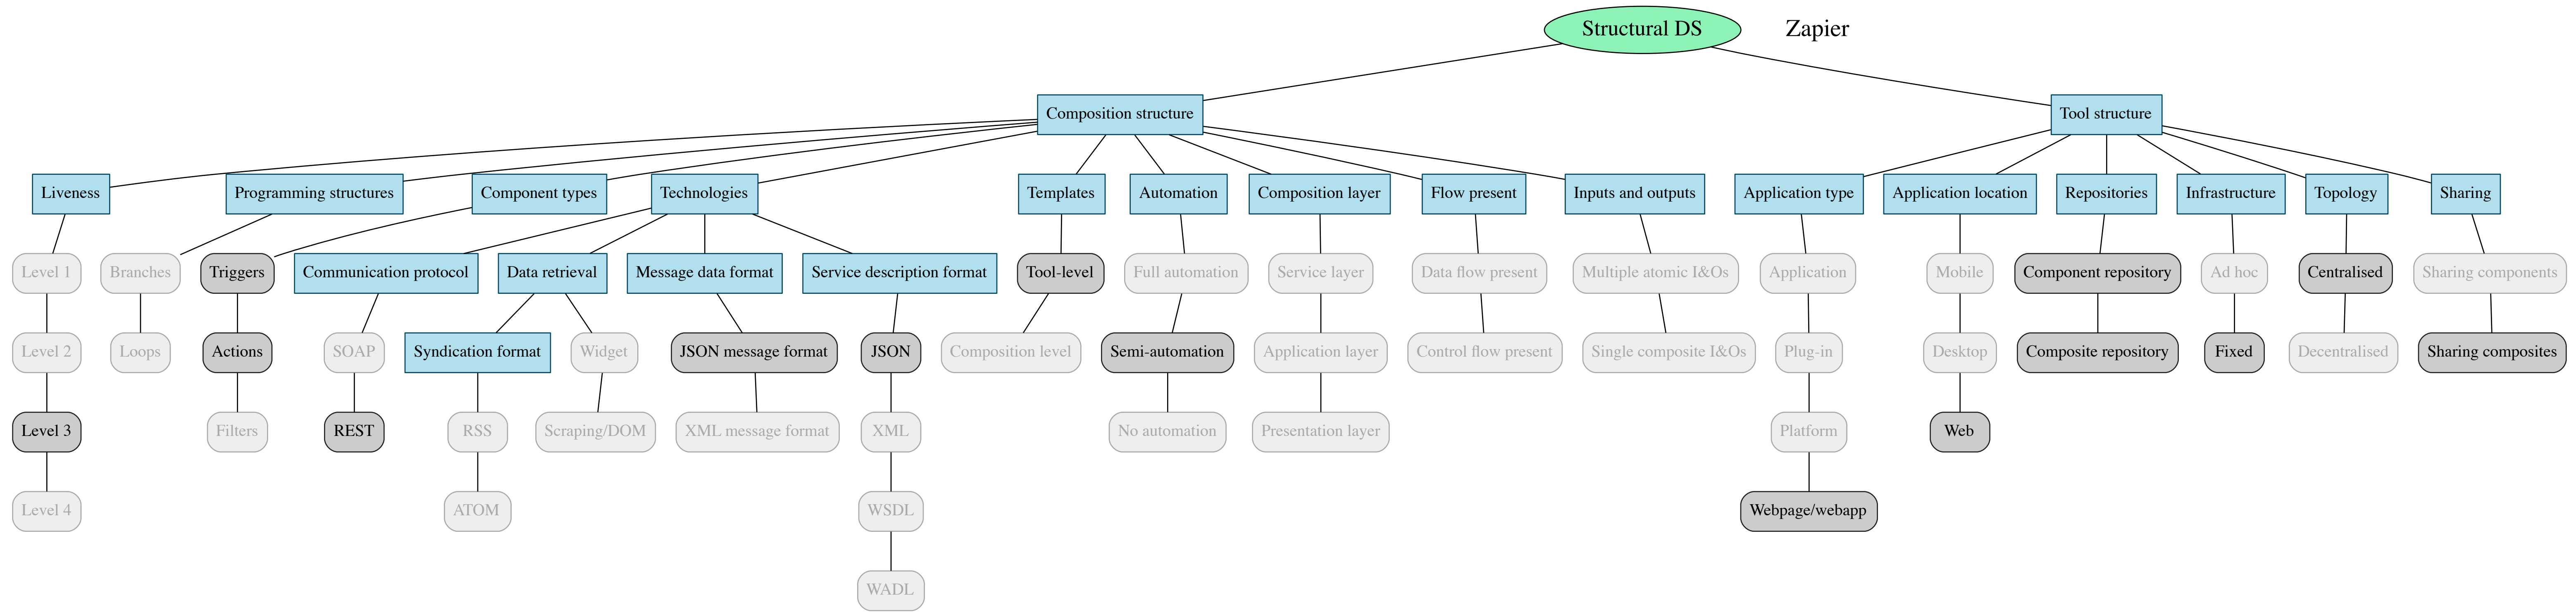 Structural DS
Zapier
Composition structure
Tool structure
Liveness
Programming structures
Component types
Technologies
Templates
Automation
Composition layer
Flow present
Inputs and outputs
Application type
Application location
Repositories
Infrastructure
Topology
Sharing
Level 1
Branches
Triggers
Communication protocol
Data retrieval
Message data format
Service description format
Tool-level
Full automation
Service layer
Data flow present
Multiple atomic I&Os
Application
Mobile
Component repository
Ad hoc
Centralised
Sharing components
Level 2
Loops
Actions
SOAP
Syndication format
Widget
JSON message format
JSON
Composition level
Semi-automation
Application layer
Control flow present
Single composite I&Os
Plug-in
Desktop
Composite repository
Fixed
Decentralised
Sharing composites
Level 3
Filters
REST
RSS
Scraping/DOM
XML message format
XML
No automation
Presentation layer
Platform
Web
Level 4
ATOM
WSDL
Webpage/webapp
WADL